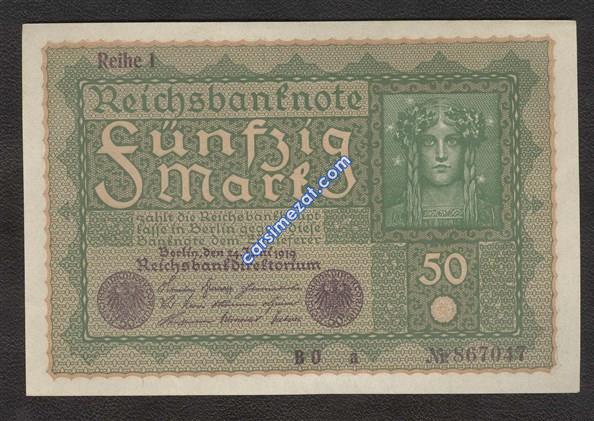 Reihe 1
Reichsbanknote
Fünfzig
Mark
zahlt die Reichsbankhaupt
kasse in Berlin gegen diese
Banknote dem Einlieferer
Berlin, den 24. Juni 1919
Reichsbankdirektorium
50
BÜ a
№ 867047
carsimezat.com